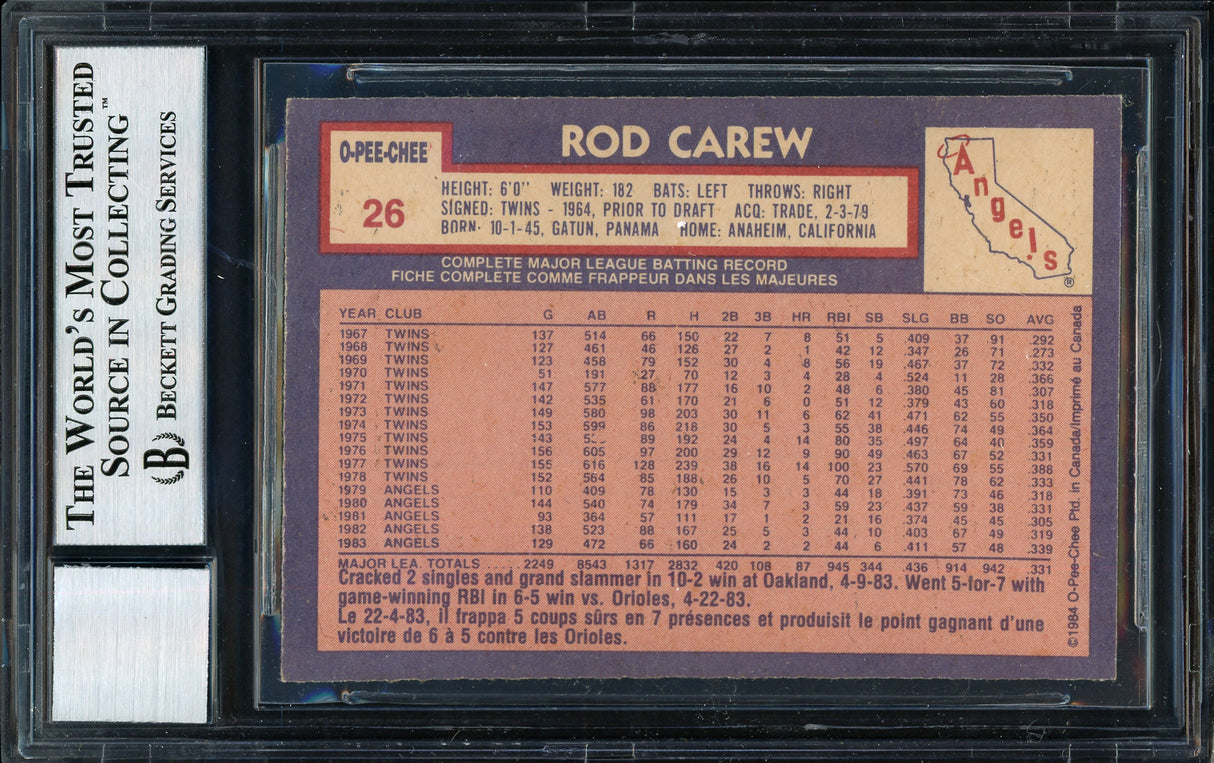 THE WORLD'S MOST TRUSTED
SOURCE IN COLLECTING™
BECKETT GRADING SERVICES
B
O-PEE-CHEE
26
ROD CAREW
HEIGHT: 6'0" WEIGHT: 182 BATS: LEFT THROWS: RIGHT
SIGNED: TWINS - 1964, PRIOR TO DRAFT ACQ: TRADE, 2-3-79
BORN: 10-1-45, GATUN, PANAMA HOME: ANAHEIM, CALIFORNIA
Angels
®
COMPLETE MAJOR LEAGUE BATTING RECORD
FICHE COMPLÈTE COMME FRAPPEUR DANS LES MAJEURES
YEAR CLUB G AB R H 2B 3B HR RBI SB SLG BB SO AVG
1967 TWINS 137 514 66 150 22 7 8 51 5 .409 37 91 .292
1968 TWINS 127 461 46 126 27 2 1 42 12 .347 26 71 .273
1969 TWINS 123 458 79 152 30 4 8 56 19 .467 37 72 .332
1970 TWINS 51 191 27 70 12 3 4 28 4 .524 11 28 .366
1971 TWINS 147 577 88 177 16 10 2 48 6 .380 45 81 .307
1972 TWINS 142 535 61 170 21 6 0 51 12 .379 43 60 .318
1973 TWINS 149 580 98 203 30 11 6 62 41 .471 62 55 .350
1974 TWINS 153 599 86 218 30 5 3 55 38 .446 74 49 .364
1975 TWINS 143 89 192 24 4 14 80 35 .497 64 40 .359
1976 TWINS 156 605 97 200 29 12 9 90 49 .463 67 52 .331
1977 TWINS 155 616 128 239 38 16 14 100 23 .570 69 55 .388
1978 TWINS 152 564 85 188 26 10 5 70 27 .441 78 62 .333
1979 ANGELS 110 409 78 130 15 3 3 44 18 .391 73 46 .318
1980 ANGELS 144 540 74 179 34 7 3 59 23 .437 59 38 .331
1981 ANGELS 93 364 57 111 17 1 2 21 16 .374 45 45 .305
1982 ANGELS 138 523 88 167 25 5 3 44 10 .403 67 49 .319
1983 ANGELS 129 472 66 160 24 2 2 44 6 .411 57 48 .339
MAJOR LEA. TOTALS .... 2249 8543 1317 2832 420 108 87 945 344 .436 914 942 .331
Cracked 2 singles and grand slammer in 10-2 win at Oakland, 4-9-83. Went 5-for-7 with
game-winning RBI in 6-5 win vs. Orioles, 4-22-83.
Le 22-4-83, il frappa 5 coups sûrs en 7 présences et produisit le point gagnant d'une
victoire de 6 à 5 contre les Orioles.
©1984 O-Pee-Chee Ptd. in Canada/Imprimé au Canada